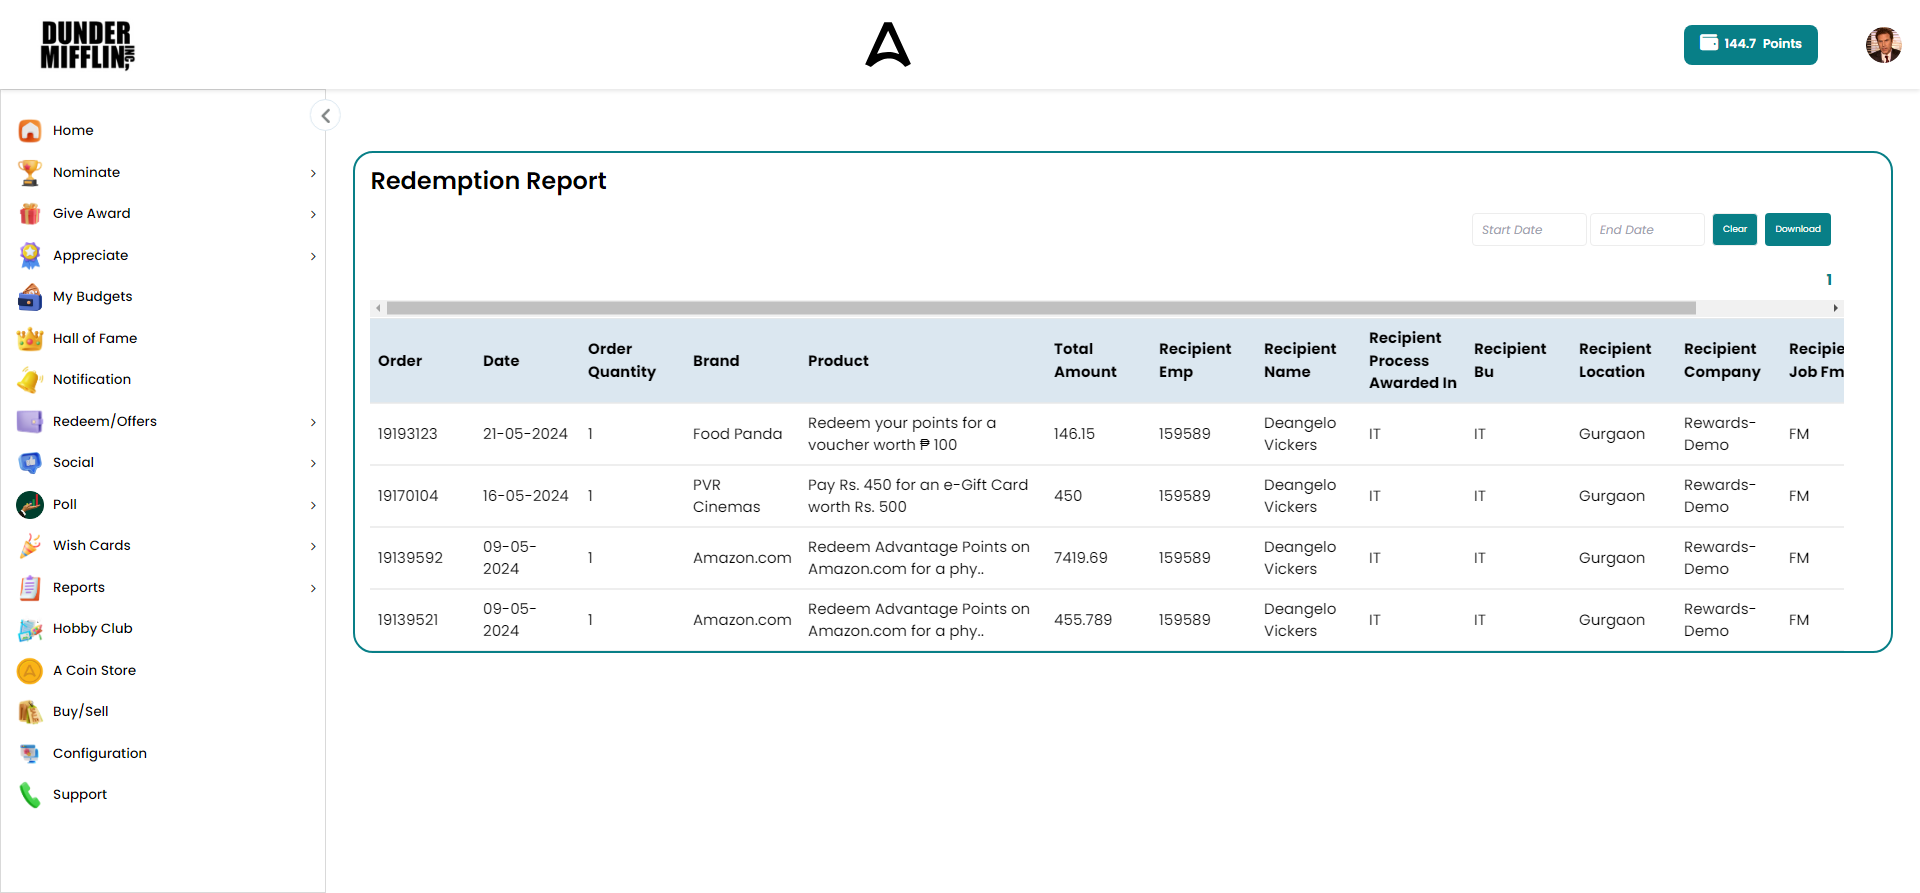 DUNDER
MIFFLIN INC,
144.7 Points
Home
Nominate
Give Award
Appreciate
My Budgets
Hall of Fame
Notification
Redeem/Offers
Social
Poll
Wish Cards
Reports
Hobby Club
A Coin Store
Buy/Sell
Configuration
Support
Redemption Report
Start Date End Date Clear Download
1
Order Date Order Quantity Brand Product Total Amount Recipient Emp Recipient Name Recipient Process Awarded In Recipient Bu Recipient Location Recipient Company Recipie Job Fm
19193123 21-05-2024 1 Food Panda Redeem your points for a voucher worth ₱ 100 146.15 159589 Deangelo Vickers IT IT Gurgaon Rewards-Demo FM
19170104 16-05-2024 1 PVR Cinemas Pay Rs. 450 for an e-Gift Card worth Rs. 500 450 159589 Deangelo Vickers IT IT Gurgaon Rewards-Demo FM
19139592 09-05-2024 1 Amazon.com Redeem Advantage Points on Amazon.com for a phy.. 7419.69 159589 Deangelo Vickers IT IT Gurgaon Rewards-Demo FM
19139521 09-05-2024 1 Amazon.com Redeem Advantage Points on Amazon.com for a phy.. 455.789 159589 Deangelo Vickers IT IT Gurgaon Rewards-Demo FM